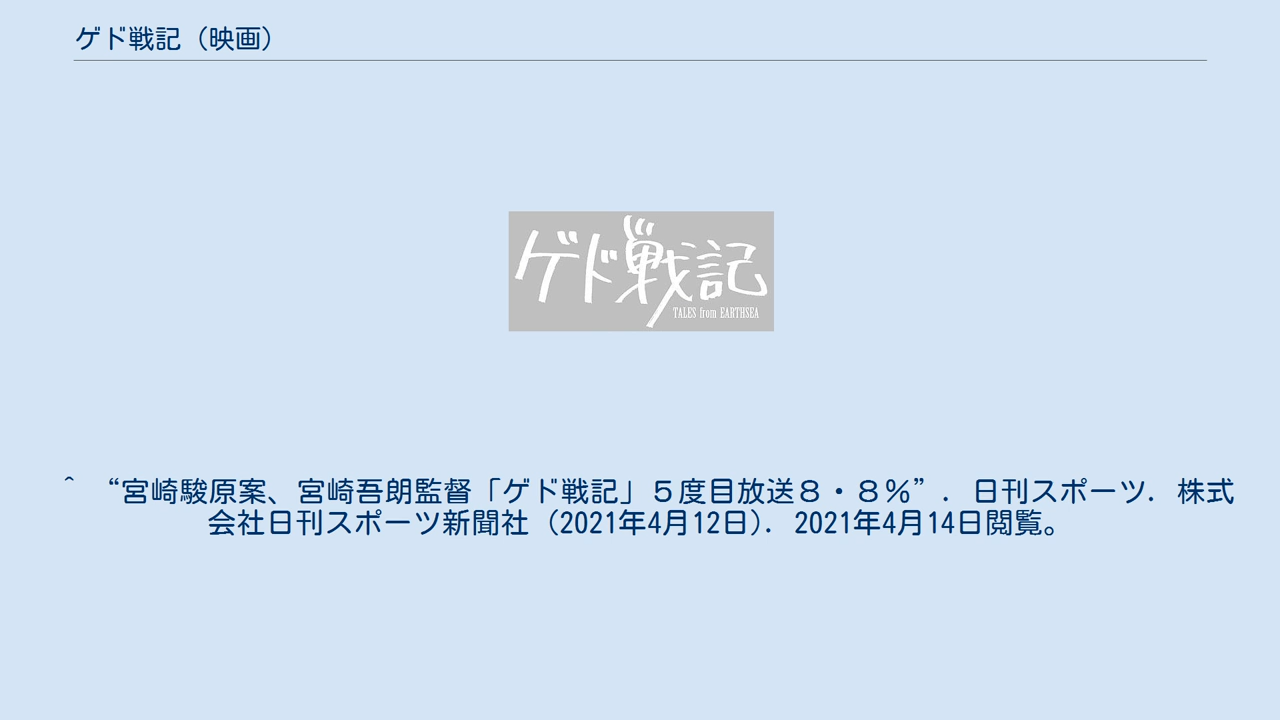 ゲド戦記（映画）
ゲド戦記
TALES from EARTHSEA
^ “宮崎駿原案、宮崎吾朗監督「ゲド戦記」５度目放送８・８％”. 日刊スポーツ. 株式
会社日刊スポーツ新聞社 (2021年4月12日). 2021年4月14日閲覧。